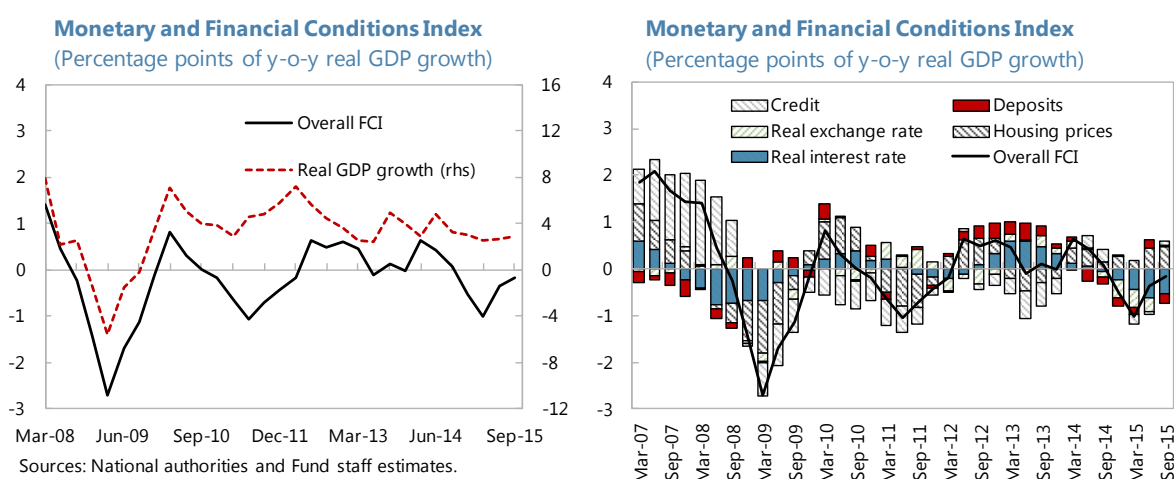 Monetary and Financial Conditions Index
(Percentage points of y-o-y real GDP growth)
4
3
2
1
0
-1
-2
-3
16
12
8
4
0
-4
-8
-12
Overall FCI
Real GDP growth (rhs)
Mar-08 Jun-09 Sep-10 Dec-11 Mar-13 Jun-14 Sep-15
Sources: National authorities and Fund staff estimates.
Monetary and Financial Conditions Index
(Percentage points of y-o-y real GDP growth)
4
3
2
1
0
-1
-2
-3
Credit Deposits
Real exchange rate Housing prices
Real interest rate Overall FCI
Mar-07
Sep-07
Mar-08
Sep-08
Mar-09
Sep-09
Mar-10
Sep-10
Mar-11
Sep-11
Mar-12
Sep-12
Mar-13
Sep-13
Mar-14
Sep-14
Mar-15
Sep-15